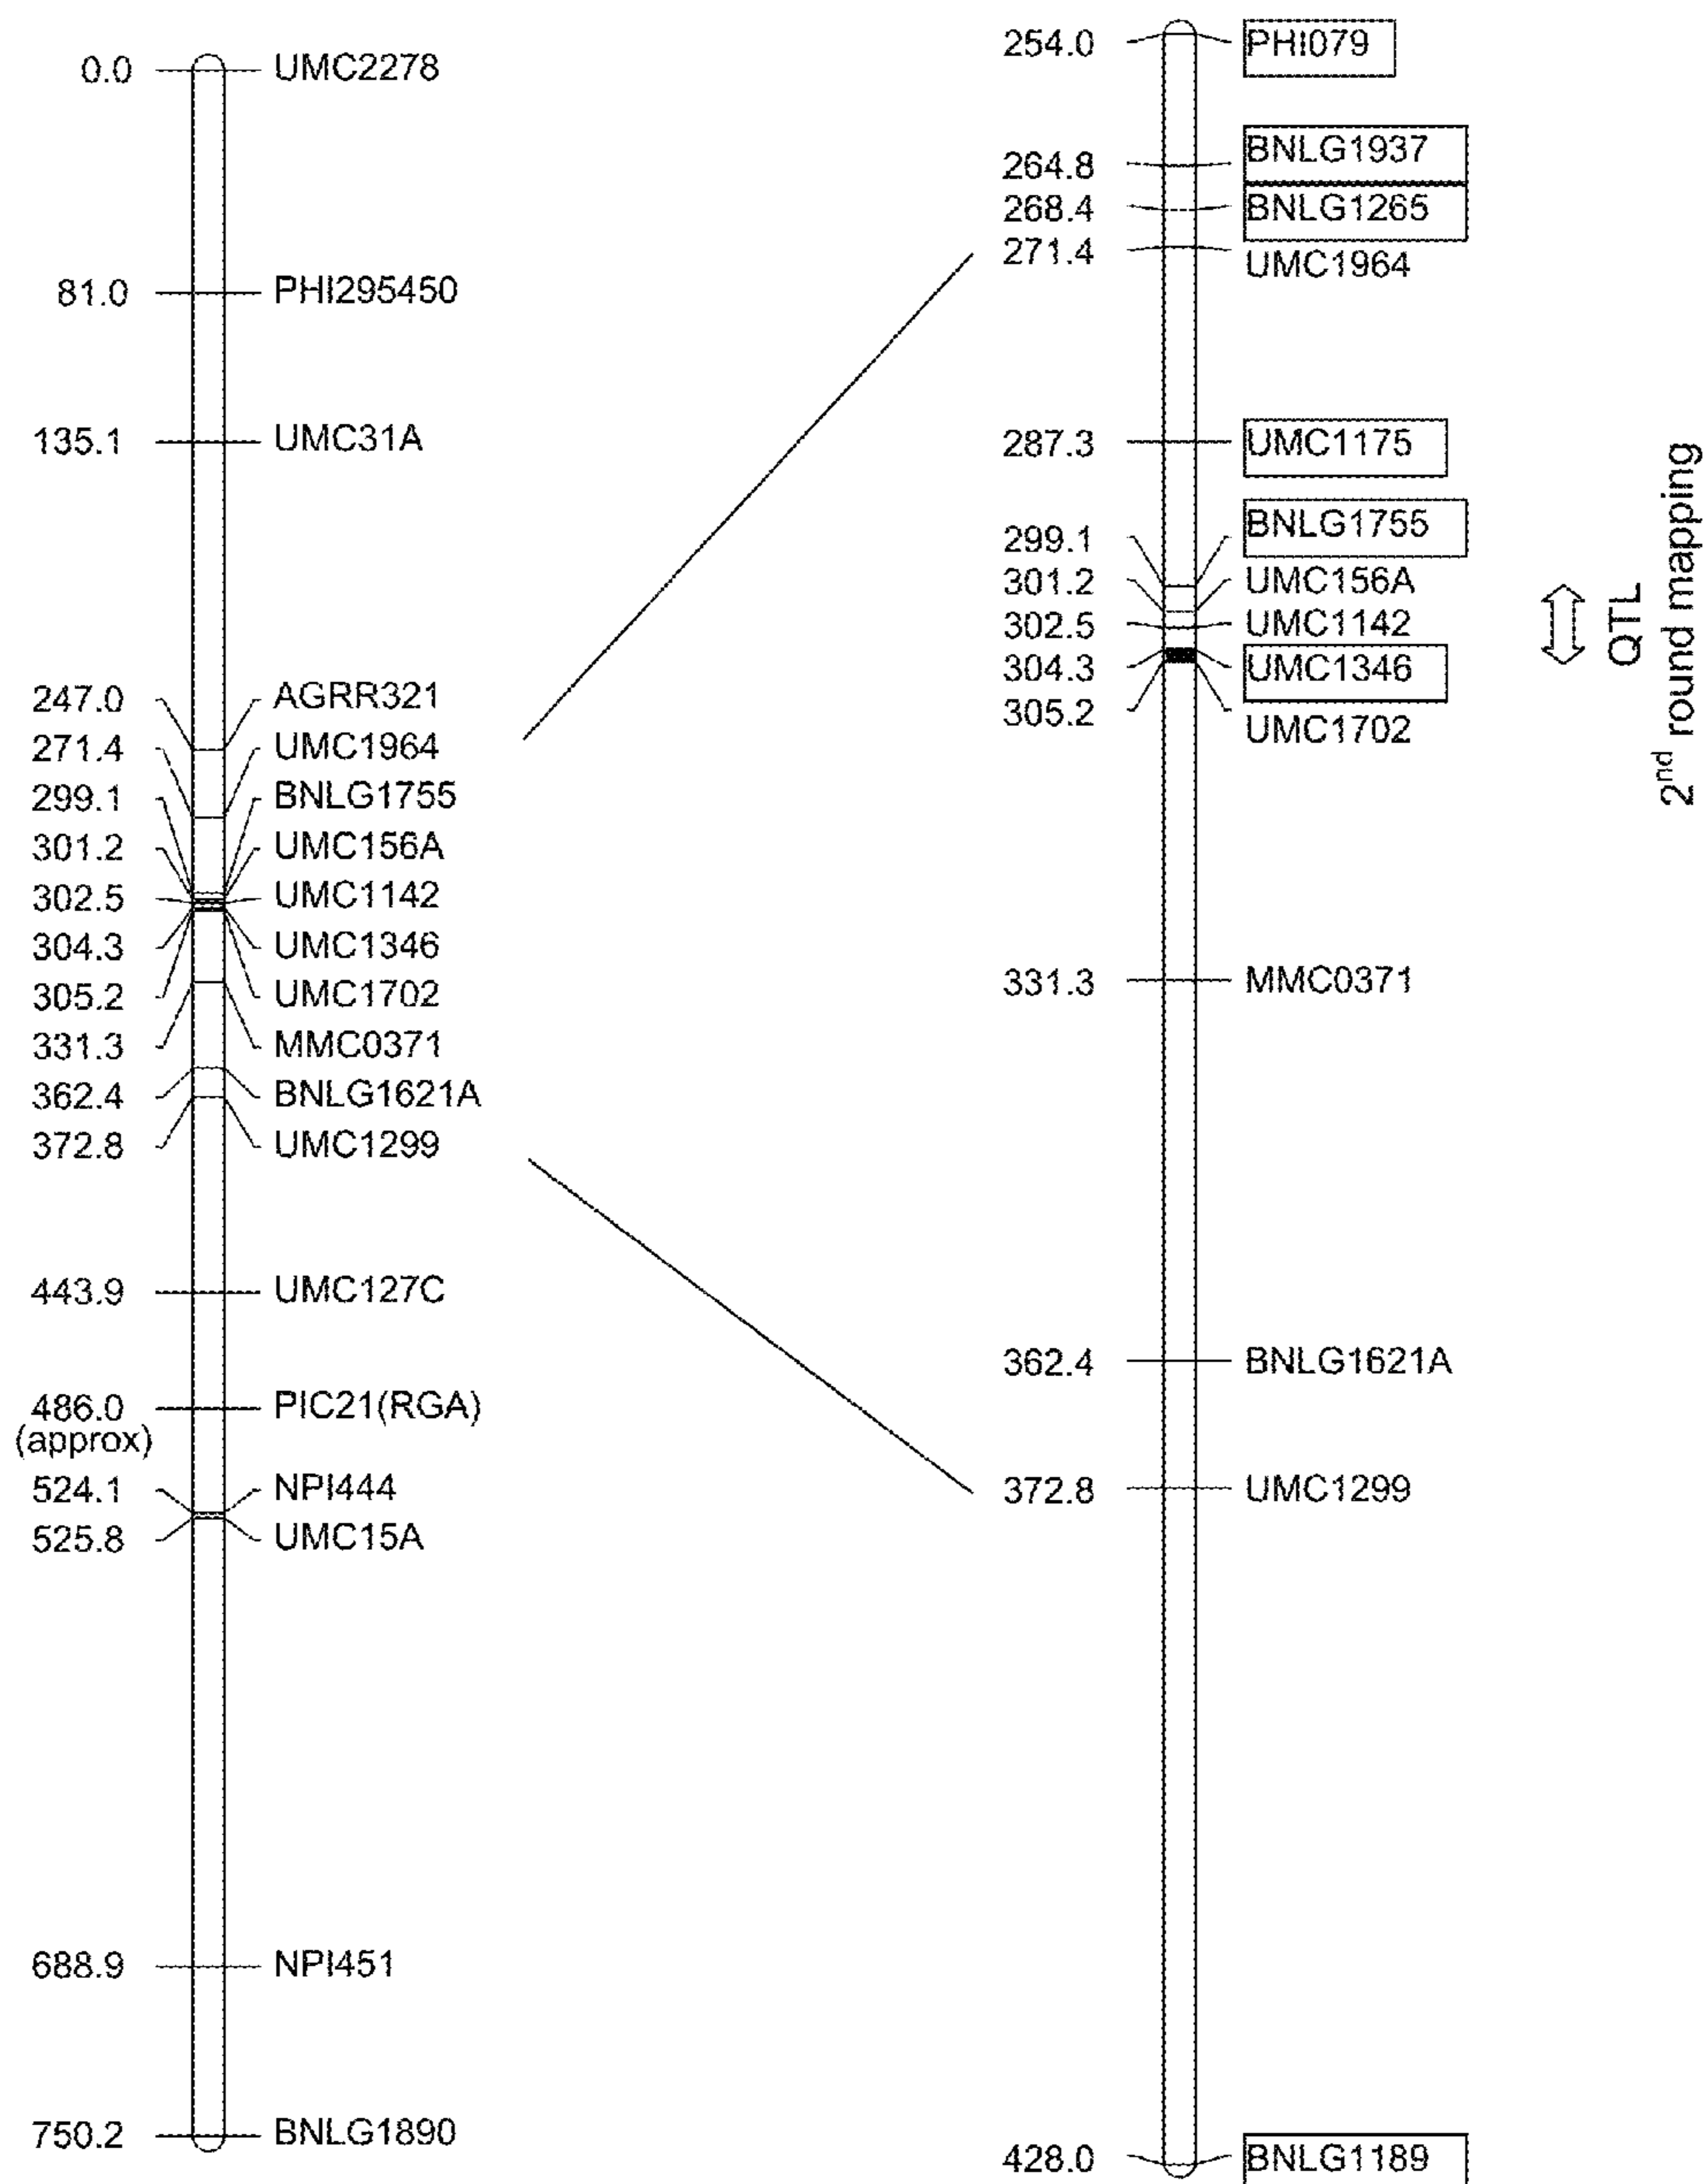 0.0 UMC2278
81.0 PHI295450
135.1 UMC31A
247.0 AGRR321
271.4 UMC1964
299.1 BNLG1755
301.2 UMC156A
302.5 UMC1142
304.3 UMC1346
305.2 UMC1702
331.3 MMC0371
362.4 BNLG1621A
372.8 UMC1299
443.9 UMC127C
486.0 PIC21(RGA)
(approx)
524.1 NPI444
525.8 UMC15A
688.9 NPI451
750.2 BNLG1890
254.0 PHI079
264.8 BNLG1937
268.4 BNLG1265
271.4 UMC1964
287.3 UMC1175
299.1 BNLG1755
301.2 UMC156A
302.5 UMC1142
304.3 UMC1346
305.2 UMC1702
331.3 MMC0371
362.4 BNLG1621A
372.8 UMC1299
428.0 BNLG1189
QTL
2nd round mapping